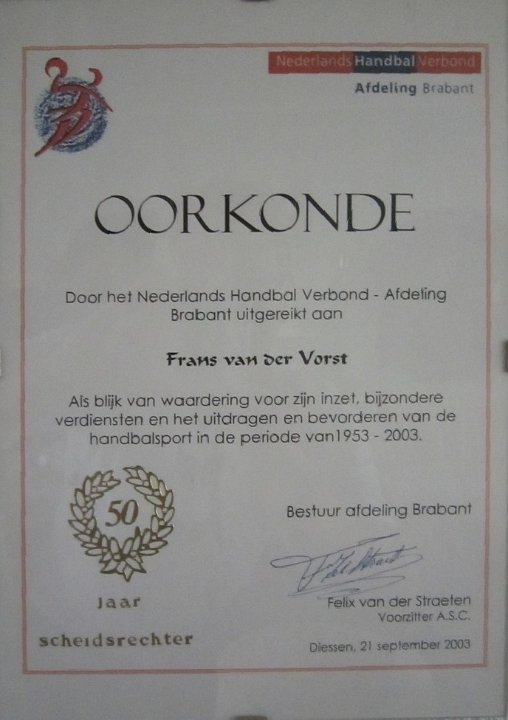 Nederlands Handbal Verbond
Afdeling Brabant
OORKONDE
Door het Nederlands Handbal Verbond - Afdeling
Brabant uitgereikt aan
Frans van der Vorst
Als blijk van waardering voor zijn inzet, bijzondere
verdiensten en het uitdragen en bevorderen van de
handbalsport in de periode van1953 - 2003.
50
jaar
scheidsrechter
Bestuur afdeling Brabant
Felix van der Straeten
Voorzitter A.S.C.
Diessen, 21 september 2003